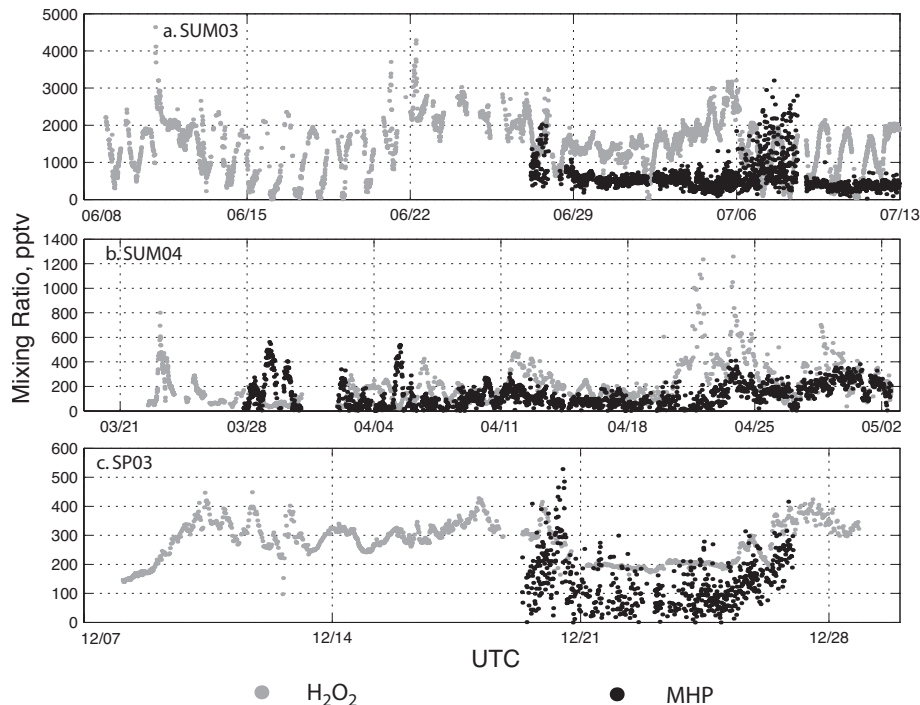 5000
a. SUM03
4000
3000
2000
1000
0
06/08 06/15 06/22 06/29 07/06 07/13
1400
b. SUM04
1200
1000
800
600
400
200
0
03/21 03/28 04/04 04/11 04/18 04/25 05/02
600
c. SP03
500
400
300
200
100
0
12/07 12/14 12/21 12/28
Mixing Ratio, pptv
UTC
H₂O₂ MHP